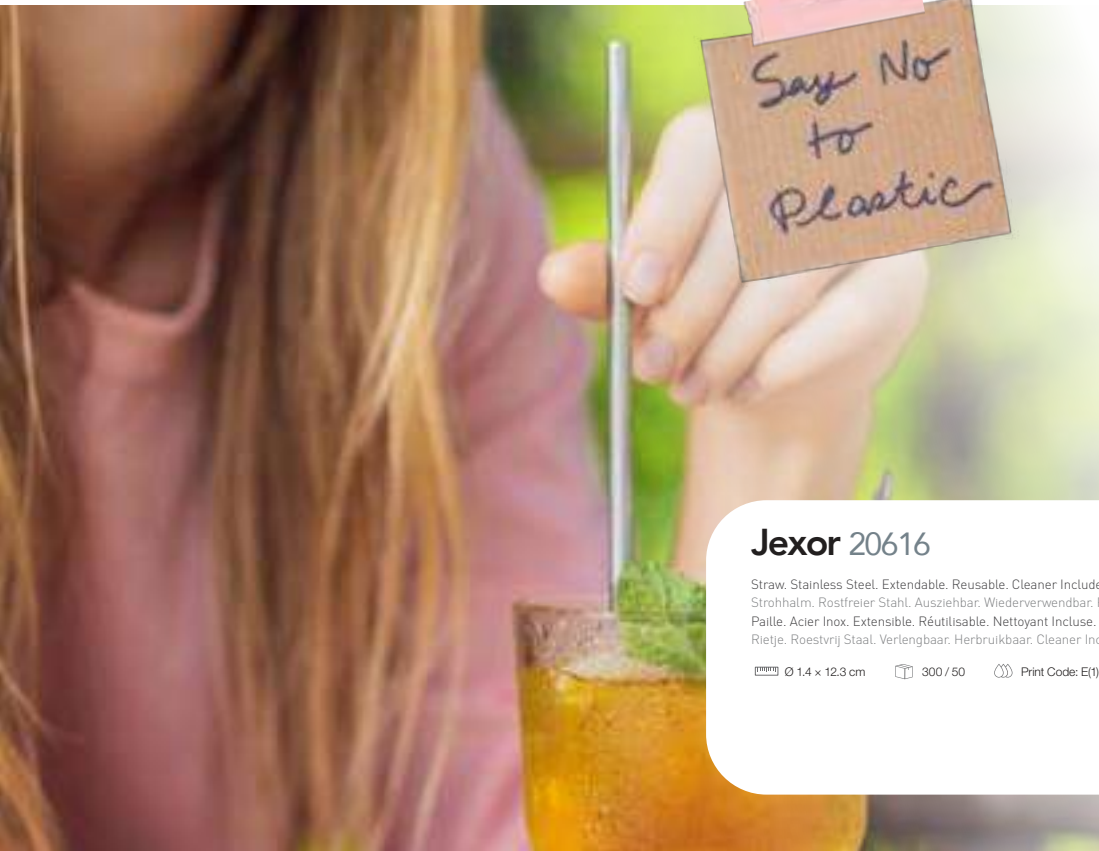 Say No
to
Plastic
Jexor 20616
Straw. Stainless Steel. Extendable. Reusable. Cleaner Include
Strohhalm. Rostfreier Stahl. Ausziehbar. Wiederverwendbar.
Paille. Acier Inox. Extensible. Réutilisable. Nettoyant Incluse.
Rietje. Roestvrij Staal. Verlengbaar. Herbruikbaar. Cleaner Inc
Ø 1.4 × 12.3 cm 300 / 50 Print Code: E(1)